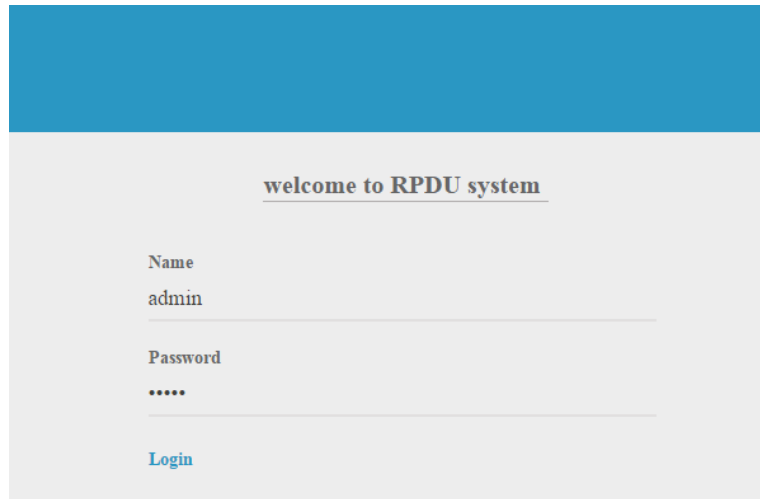 welcome to RPDU system
Name
admin
Password
•••••
Login